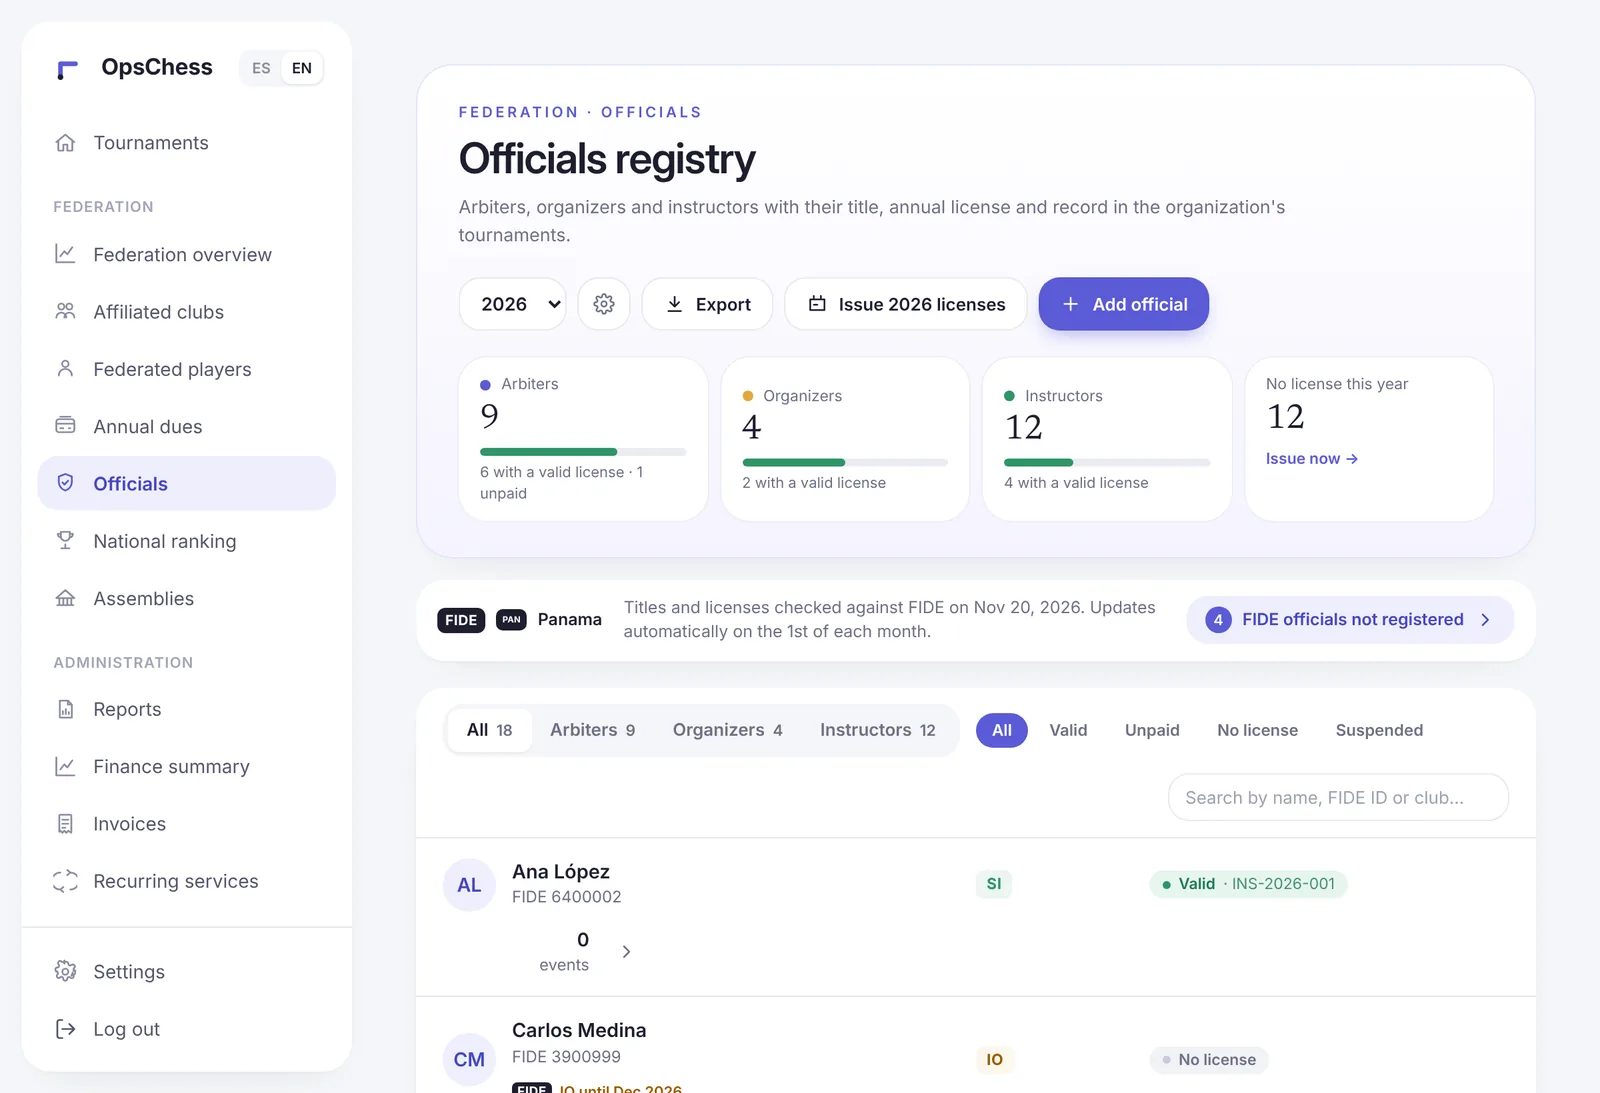 OpsChess
ES EN
Tournaments
FEDERATION
Federation overview
Affiliated clubs
Federated players
Annual dues
Officials
National ranking
Assemblies
ADMINISTRATION
Reports
Finance summary
Invoices
Recurring services
Settings
Log out
FEDERATION · OFFICIALS
Officials registry
Arbiters, organizers and instructors with their title, annual license and record in the organization's
tournaments.
2026 Export Issue 2026 licenses Add official
Arbiters
9
6 with a valid license · 1
unpaid
Organizers
4
2 with a valid license
Instructors
12
4 with a valid license
No license this year
12
Issue now →
FIDE PAN Panama
Titles and licenses checked against FIDE on Nov 20, 2026. Updates
automatically on the 1st of each month.
4 FIDE officials not registered
All 18 Arbiters 9 Organizers 4 Instructors 12
All Valid Unpaid No license Suspended
Search by name, FIDE ID or club...
AL
Ana López
FIDE 6400002
SI
Valid · INS-2026-001
0
events
CM
Carlos Medina
FIDE 3900999
IO
No license
FIDE IO until Dec 2026